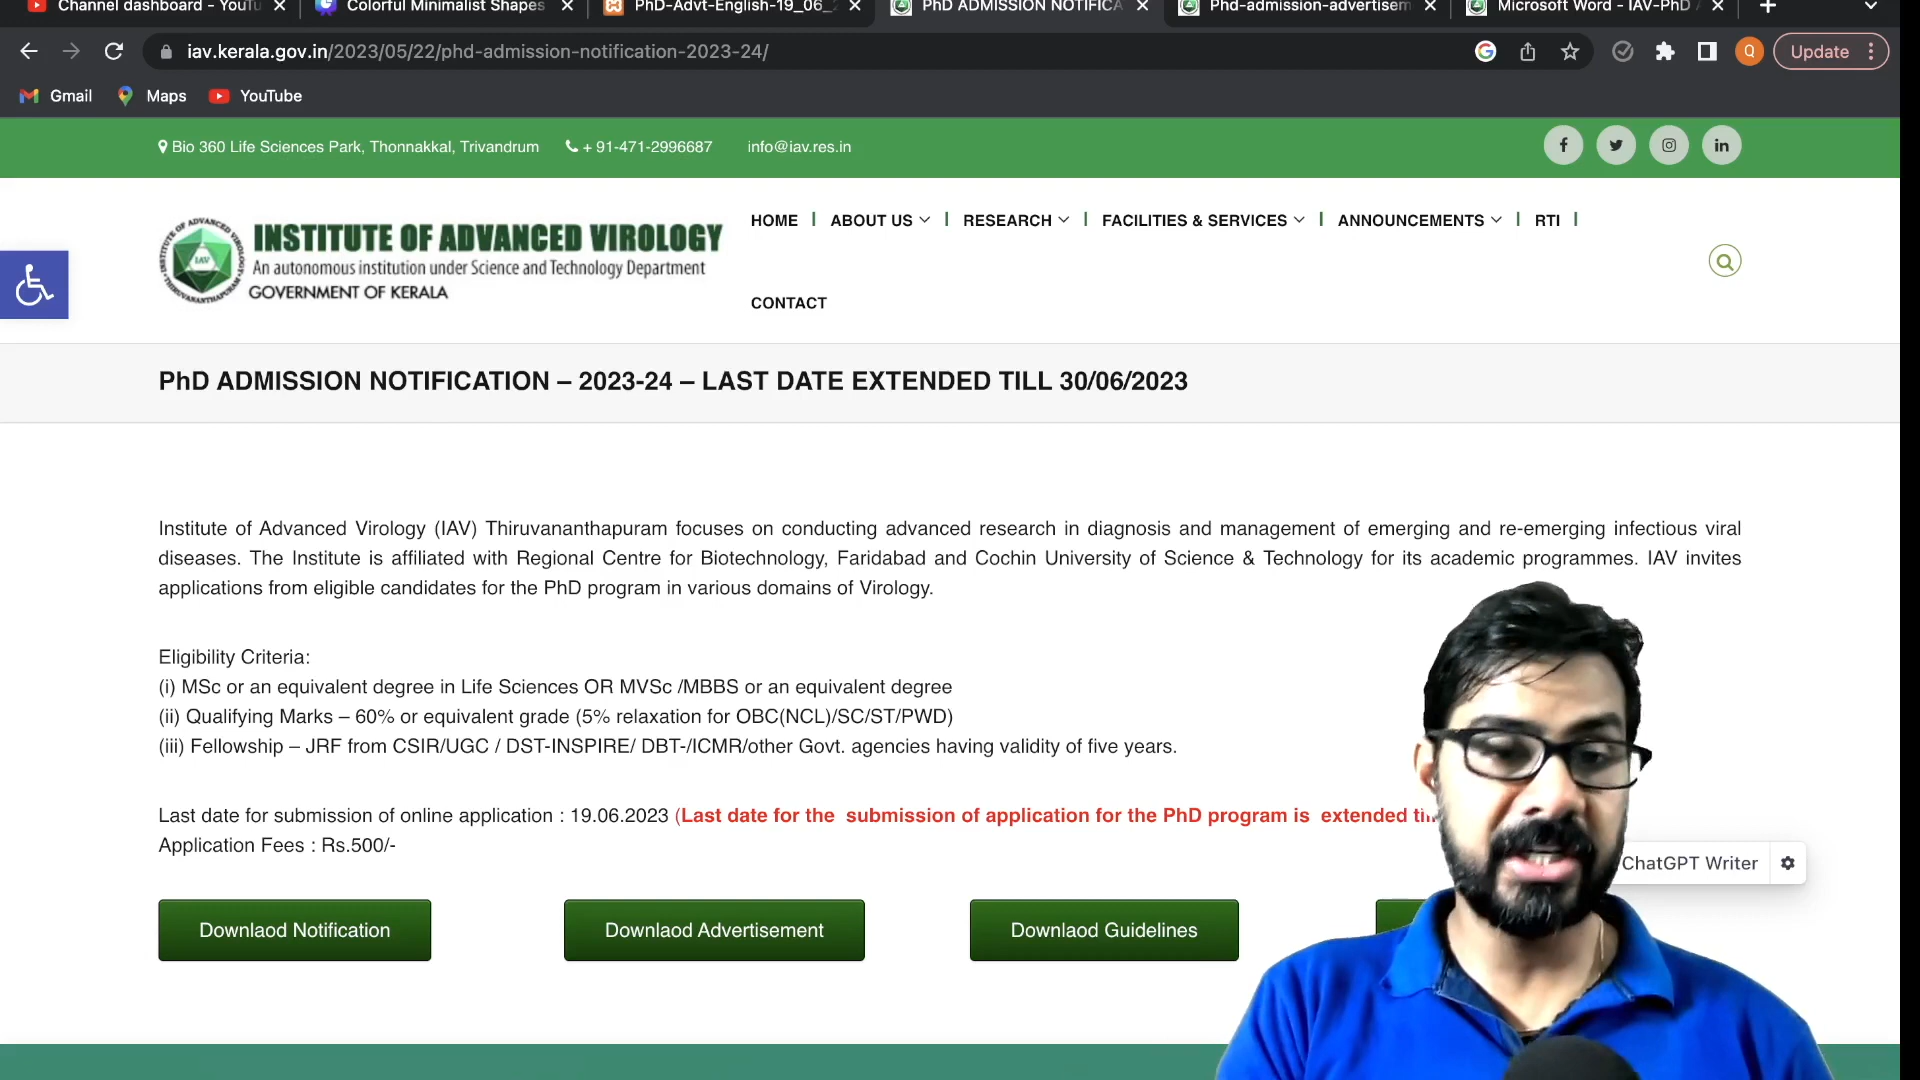 Channel dashboard - YouTu
Colorful Minimalist Shapes
PhD-Advt-English-19_06_2
PhD ADMISSION NOTIFICA
Phd-admission-advertisem
Microsoft Word - IAV-PhD A
iav.kerala.gov.in/2023/05/22/phd-admission-notification-2023-24/
Q
Update
Gmail
Maps
YouTube
Bio 360 Life Sciences Park, Thonnakkal, Trivandrum
+ 91-471-2996687
info@iav.res.in
INSTITUTE OF ADVANCED VIROLOGY
An autonomous institution under Science and Technology Department
GOVERNMENT OF KERALA
IAV
HOME | ABOUT US | RESEARCH | FACILITIES & SERVICES | ANNOUNCEMENTS | RTI |
CONTACT
PhD ADMISSION NOTIFICATION – 2023-24 – LAST DATE EXTENDED TILL 30/06/2023
Institute of Advanced Virology (IAV) Thiruvananthapuram focuses on conducting advanced research in diagnosis and management of emerging and re-emerging infectious viral
diseases. The Institute is affiliated with Regional Centre for Biotechnology, Faridabad and Cochin University of Science & Technology for its academic programmes. IAV invites
applications from eligible candidates for the PhD program in various domains of Virology.
Eligibility Criteria:
(i) MSc or an equivalent degree in Life Sciences OR MVSc /MBBS or an equivalent degree
(ii) Qualifying Marks – 60% or equivalent grade (5% relaxation for OBC(NCL)/SC/ST/PWD)
(iii) Fellowship – JRF from CSIR/UGC / DST-INSPIRE/ DBT-/ICMR/other Govt. agencies having validity of five years.
Last date for submission of online application : 19.06.2023 (Last date for the submission of application for the PhD program is extended
Application Fees : Rs.500/-
ChatGPT Writer
Downlaod Notification
Downlaod Advertisement
Downlaod Guidelines